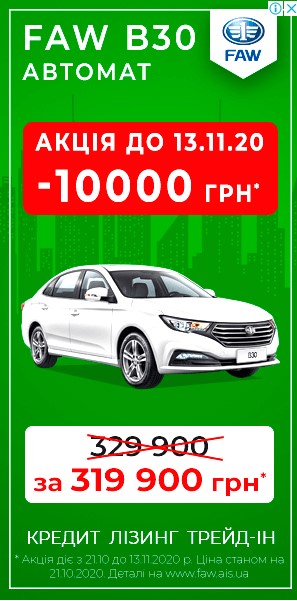 FAW B30
АВТОМАТ
FAW
АКЦІЯ ДО 13.11.20
-10000 ГРН*
B30
329 900
за 319 900 грн*
КРЕДИТ ЛІЗИНГ ТРЕЙД-ІН
* Акція діє з 21.10 до 13.11.2020 р. Ціна станом на
21.10.2020. Деталі на www.faw.ais.ua